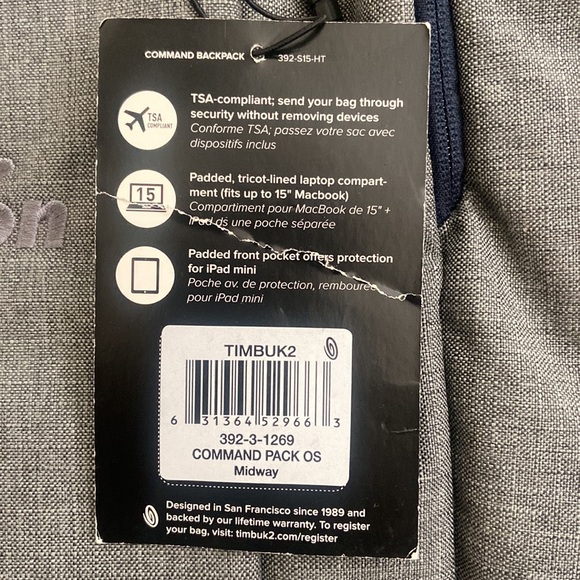 COMMAND BACKPACK 392-S15-HT
TSA-compliant; send your bag through
security without removing devices
Conforme TSA; passez votre sac avec
dispositifs inclus
TSA
COMPLIANT
Padded, tricot-lined laptop compart-
ment (fits up to 15" Macbook)
Compartiment pour MacBook de 15" +
iPad ds une poche séparée
15
Padded front pocket offers protection
for iPad mini
Poche av. de protection, rembourée
pour iPad mini
TIMBUK2
6 31364 52966 3
392-3-1269
COMMAND PACK OS
Midway
Designed in San Francisco since 1989 and
backed by our lifetime warranty. To register
your bag, visit: timbuk2.com/register